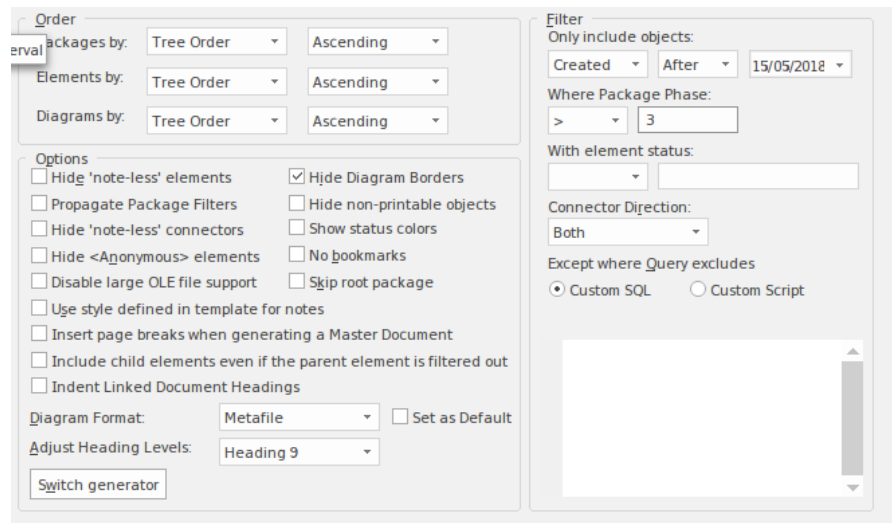 Order
erval
ackages by: Tree Order Ascending
Elements by: Tree Order Ascending
Diagrams by: Tree Order Ascending
Options
Hide 'note-less' elements Hide Diagram Borders
Propagate Package Filters Hide non-printable objects
Hide 'note-less' connectors Show status colors
Hide <Anonymous> elements No bookmarks
Disable large OLE file support Skip root package
Use style defined in template for notes
Insert page breaks when generating a Master Document
Include child elements even if the parent element is filtered out
Indent Linked Document Headings
Diagram Format: Metafile Set as Default
Adjust Heading Levels: Heading 9
Switch generator
Filter
Only include objects:
Created After 15/05/2018
Where Package Phase:
> 3
With element status:
Connector Direction:
Both
Except where Query excludes
Custom SQL Custom Script